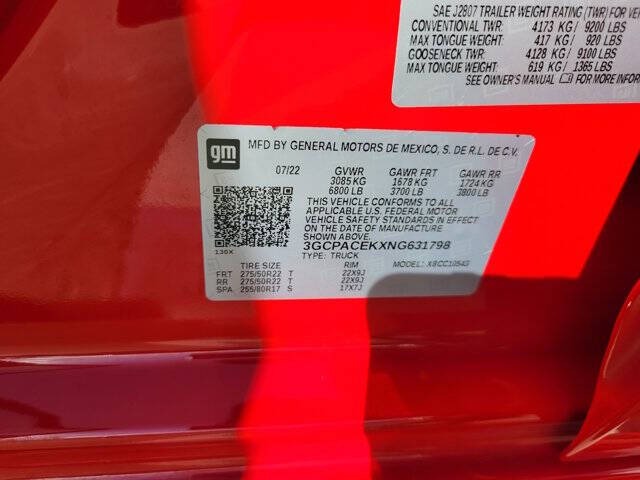 SAE J2807 TRAILER WEIGHT RATING (TWR) FOR VE
CONVENTIONAL TWR: 4173 KG/ 9200 LBS
MAX TONGUE WEIGHT: 417 KG/ 920 LBS
GOOSENECK TWR: 4128 KG/ 9100 LBS
MAX TONGUE WEIGHT: 619 KG/ 1365 LBS
SEE OWNER'S MANUAL FOR MORE INFORMA
gm MFD BY GENERAL MOTORS DE MEXICO, S. DE R.L. DE C.V.
07/22 GVWR GAWR FRT GAWR RR
3085 KG 1678 KG 1724 KG
6800 LB 3700 LB 3800 LB
THIS VEHICLE CONFORMS TO ALL
APPLICABLE U.S. FEDERAL MOTOR
VEHICLE SAFETY STANDARDS IN EFFECT
ON THE DATE OF MANUFACTURE
SHOWN ABOVE.
3GCPACEKXNG631798
136X TYPE: TRUCK MODEL:
TIRE SIZE RIM
FRT 275/50R22 T 22X9J
RR 275/50R22 T 22X9J
SPA 255/80R17 S 17X7J